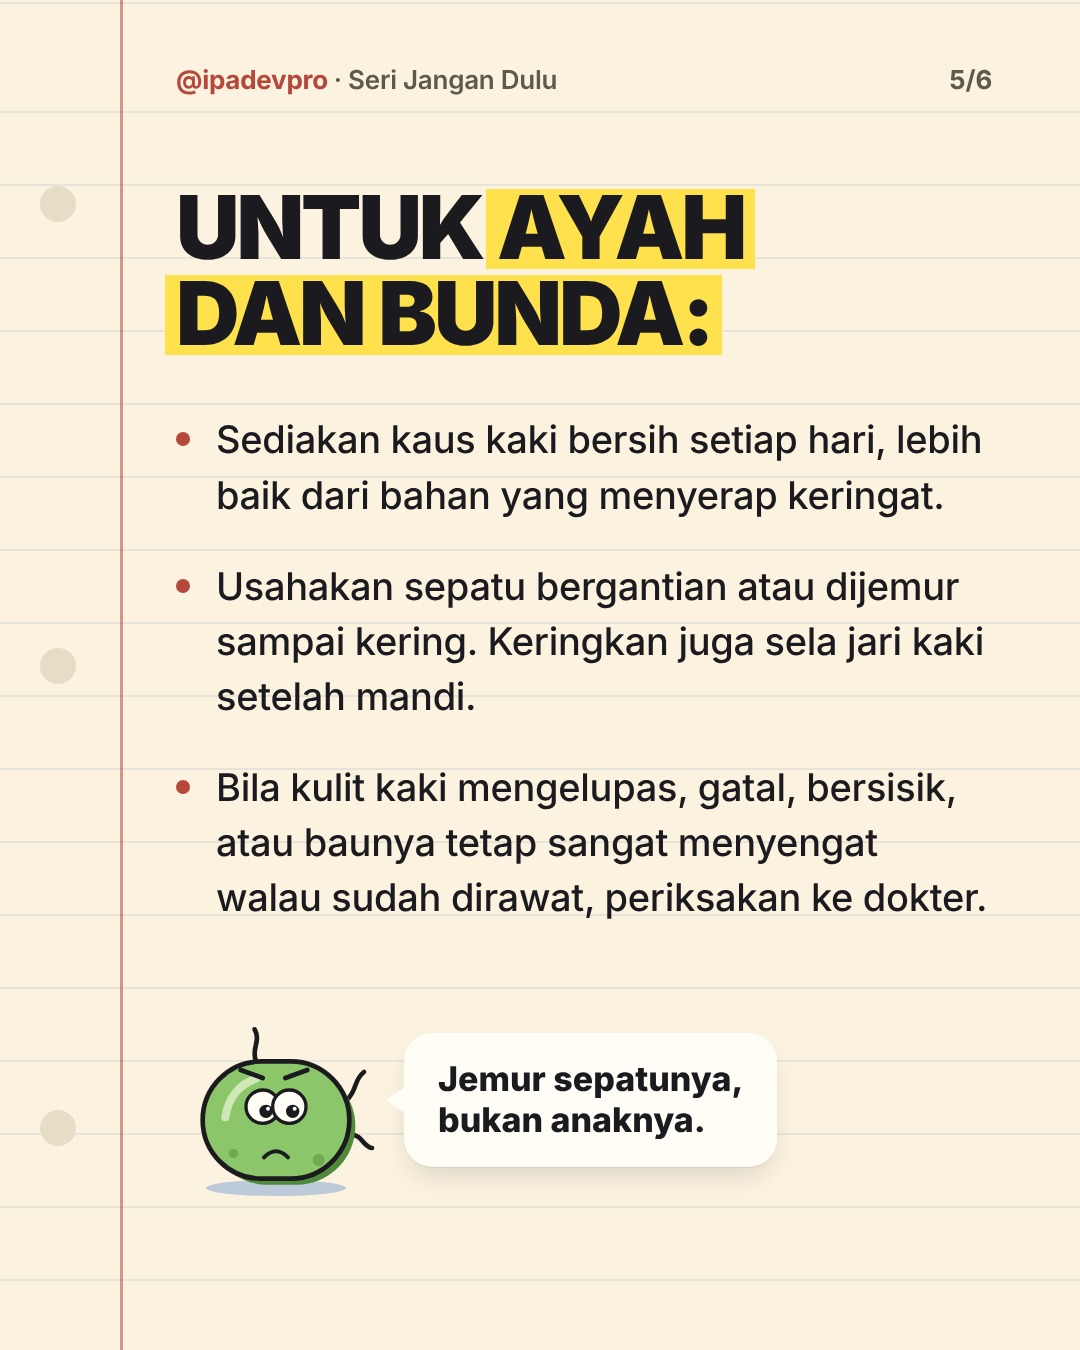 @ipadevpro · Seri Jangan Dulu
5/6
UNTUK AYAH
DAN BUNDA:
• Sediakan kaus kaki bersih setiap hari, lebih
baik dari bahan yang menyerap keringat.
• Usahakan sepatu bergantian atau dijemur
sampai kering. Keringkan juga sela jari kaki
setelah mandi.
• Bila kulit kaki mengelupas, gatal, bersisik,
atau baunya tetap sangat menyengat
walau sudah dirawat, periksakan ke dokter.
Jemur sepatunya,
bukan anaknya.